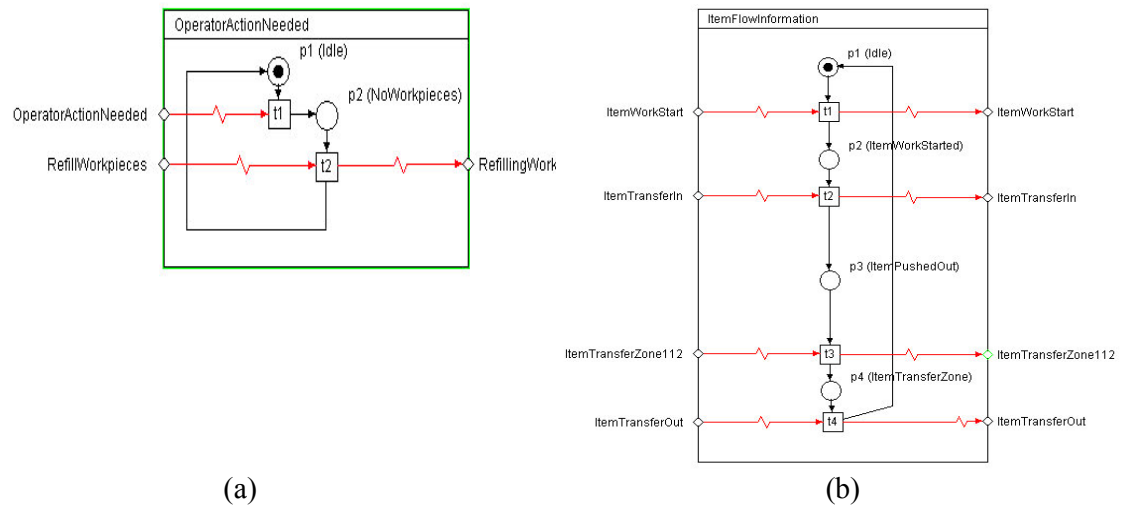 OperatorActionNeeded
p1 (Idle)
p2 (NoWorkpieces)
OperatorActionNeeded
t1
RefillWorkpieces
t2
RefillingWork
(a)
ItemFlowInformation
p1 (Idle)
ItemWorkStart
t1
ItemWorkStart
p2 (ItemWorkStarted)
ItemTransferIn
t2
ItemTransferIn
p3 (ItemPushedOut)
ItemTransferZone112
t3
ItemTransferZone112
p4 (ItemTransferZone)
ItemTransferOut
t4
ItemTransferOut
(b)